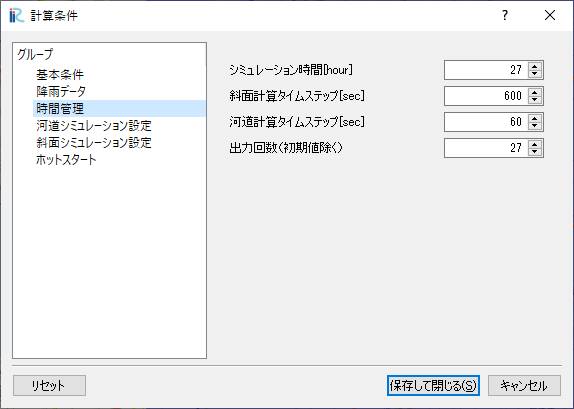 計算条件
グループ
基本条件
降雨データ
時間管理
河道シミュレーション設定
斜面シミュレーション設定
ホットスタート
シミュレーション時間[hour] 27
斜面計算タイムステップ[sec] 600
河道計算タイムステップ[sec] 60
出力回数(初期値除く) 27
リセット 保存して閉じる(S) キャンセル